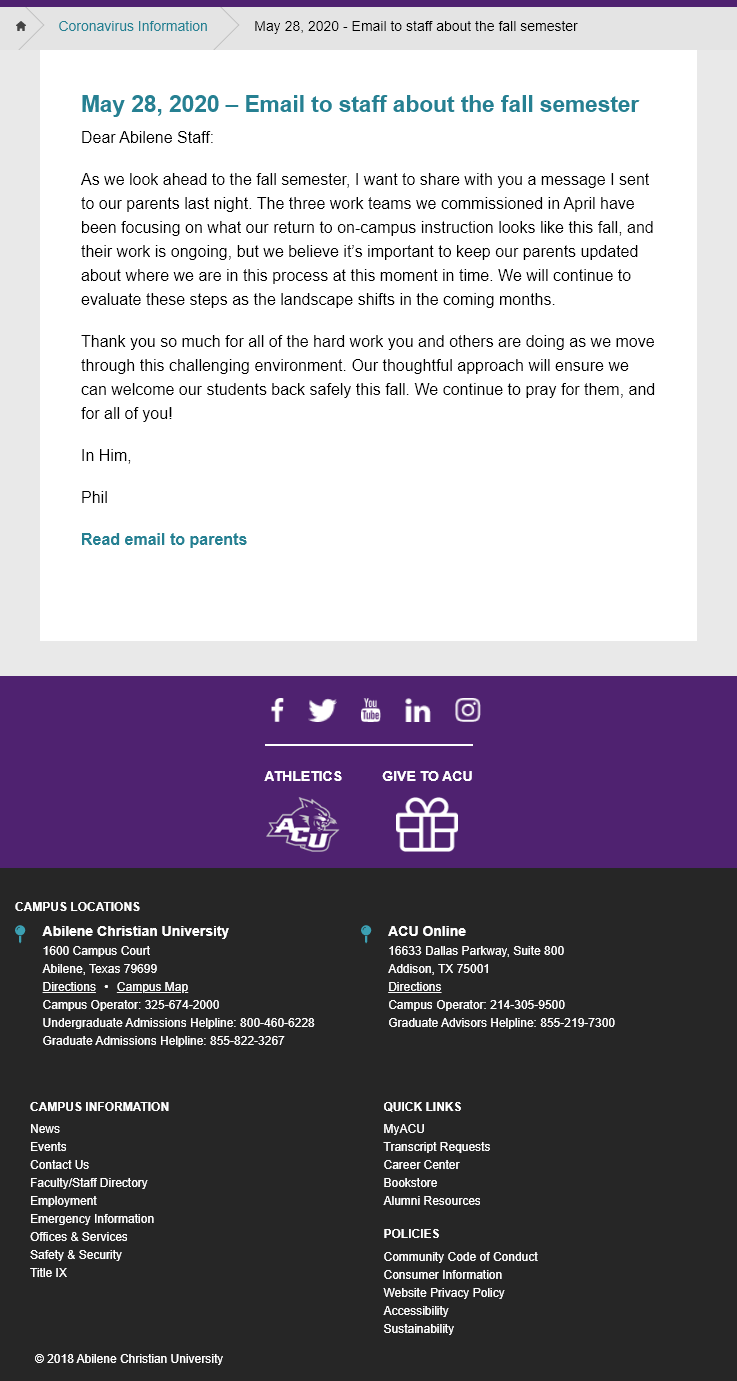 Coronavirus Information
May 28, 2020 - Email to staff about the fall semester
May 28, 2020 – Email to staff about the fall semester
Dear Abilene Staff:
As we look ahead to the fall semester, I want to share with you a message I sent
to our parents last night. The three work teams we commissioned in April have
been focusing on what our return to on-campus instruction looks like this fall, and
their work is ongoing, but we believe it’s important to keep our parents updated
about where we are in this process at this moment in time. We will continue to
evaluate these steps as the landscape shifts in the coming months.
Thank you so much for all of the hard work you and others are doing as we move
through this challenging environment. Our thoughtful approach will ensure we
can welcome our students back safely this fall. We continue to pray for them, and
for all of you!
In Him,
Phil
Read email to parents
You
Tube
in
ATHLETICS
GIVE TO ACU
ACU
CAMPUS LOCATIONS
Abilene Christian University
1600 Campus Court
Abilene, Texas 79699
Directions • Campus Map
Campus Operator: 325-674-2000
Undergraduate Admissions Helpline: 800-460-6228
Graduate Admissions Helpline: 855-822-3267
ACU Online
16633 Dallas Parkway, Suite 800
Addison, TX 75001
Directions
Campus Operator: 214-305-9500
Graduate Advisors Helpline: 855-219-7300
CAMPUS INFORMATION
News
Events
Contact Us
Faculty/Staff Directory
Employment
Emergency Information
Offices & Services
Safety & Security
Title IX
QUICK LINKS
MyACU
Transcript Requests
Career Center
Bookstore
Alumni Resources
POLICIES
Community Code of Conduct
Consumer Information
Website Privacy Policy
Accessibility
Sustainability
© 2018 Abilene Christian University